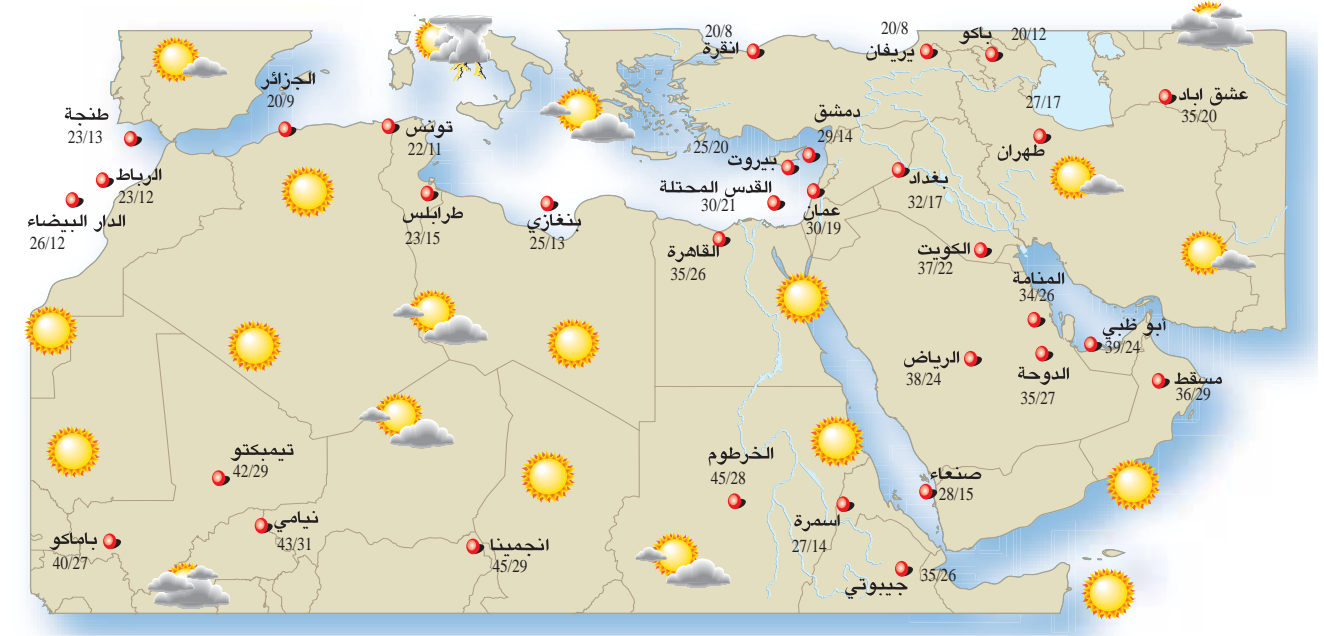 20/8
انقرة
20/8
يريفان
باكو
20/12
عشق اباد
35/20
27/17
طهران
الجزائر
20/9
طنجة
23/13
تونس
22/11
دمشق
29/14
25/20
بيروت
الرباط
23/12
القدس المحتلة
30/21
بغداد
32/17
الدار البيضاء
26/12
طرابلس
23/15
بنغازي
25/13
عمان
30/19
القاهرة
35/26
الكويت
37/22
المنامة
34/26
أبو ظبي
39/24
الرياض
38/24
الدوحة
35/27
مسقط
36/29
تيمبكتو
42/29
الخرطوم
45/28
صنعاء
28/15
نيامي
43/31
اسمرة
27/14
باماكو
40/27
انجمينا
45/29
35/26
جيبوتي